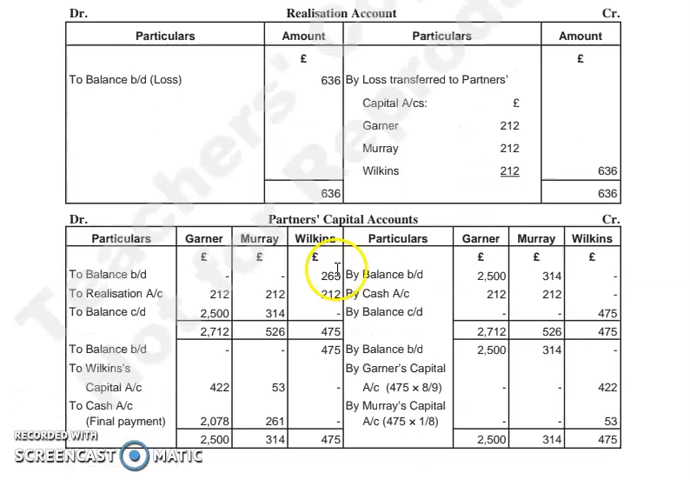 Dr. Realisation Account Cr.
Particulars Amount Particulars Amount
£ £
To Balance b/d (Loss) 636 By Loss transferred to Partners'
Capital A/cs: £
Garner 212
Murray 212
Wilkins 212 636
636 636
Dr. Partners' Capital Accounts Cr.
Particulars Garner Murray Wilkins Particulars Garner Murray Wilkins
£ £ £ £ £ £
To Balance b/d - - 263 By Balance b/d 2,500 314 -
To Realisation A/c 212 212 212 By Cash A/c 212 212 -
To Balance c/d 2,500 314 - By Balance c/d - - 475
2,712 526 475 2,712 526 475
To Balance b/d - - 475 By Balance b/d 2,500 314 -
To Wilkins's By Garner's Capital
Capital A/c 422 53 - A/c (475 × 8/9) - - 422
To Cash A/c By Murray's Capital
(Final payment) 2,078 261 - A/c (475 × 1/8) - - 53
2,500 314 475 2,500 314 475
Teachers'
Not for
RECORDED WITH
SCREENCAST MATIC